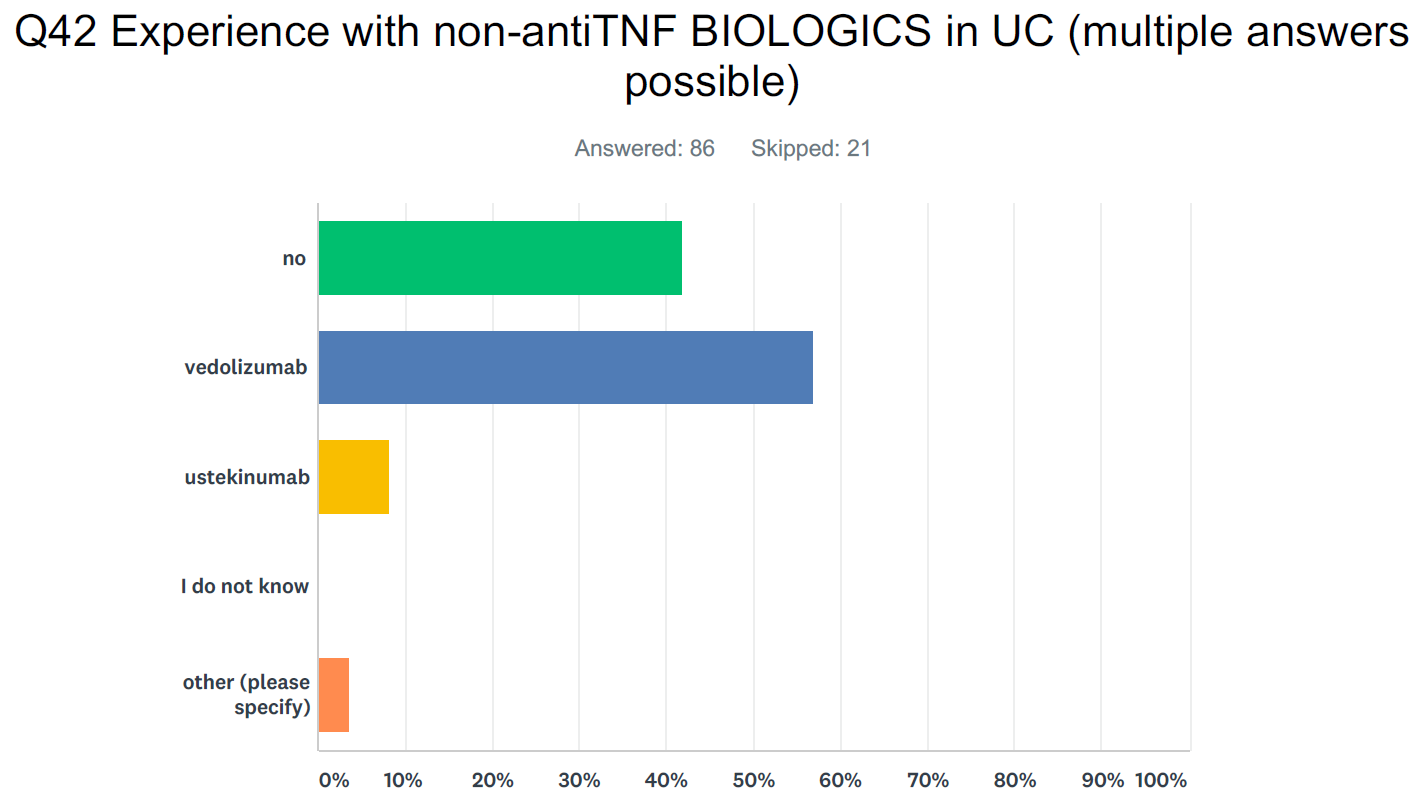 Q42 Experience with non-antiTNF BIOLOGICS in UC (multiple answers
possible)
Answered: 86 Skipped: 21
no
vedolizumab
ustekinumab
I do not know
other (please
specify)
0% 10% 20% 30% 40% 50% 60% 70% 80% 90% 100%